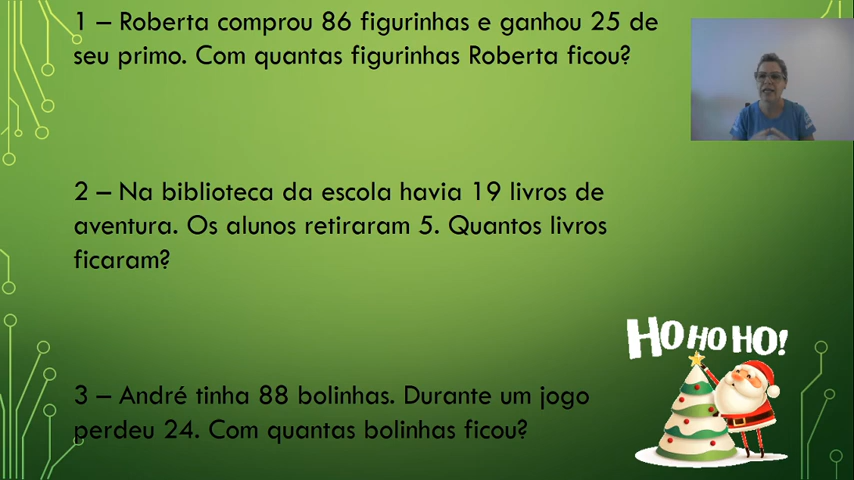 1 – Roberta comprou 86 figurinhas e ganhou 25 de
seu primo. Com quantas figurinhas Roberta ficou?
2 – Na biblioteca da escola havia 19 livros de
aventura. Os alunos retiraram 5. Quantos livros
ficaram?
HO HO HO!
3 – André tinha 88 bolinhas. Durante um jogo
perdeu 24. Com quantas bolinhas ficou?